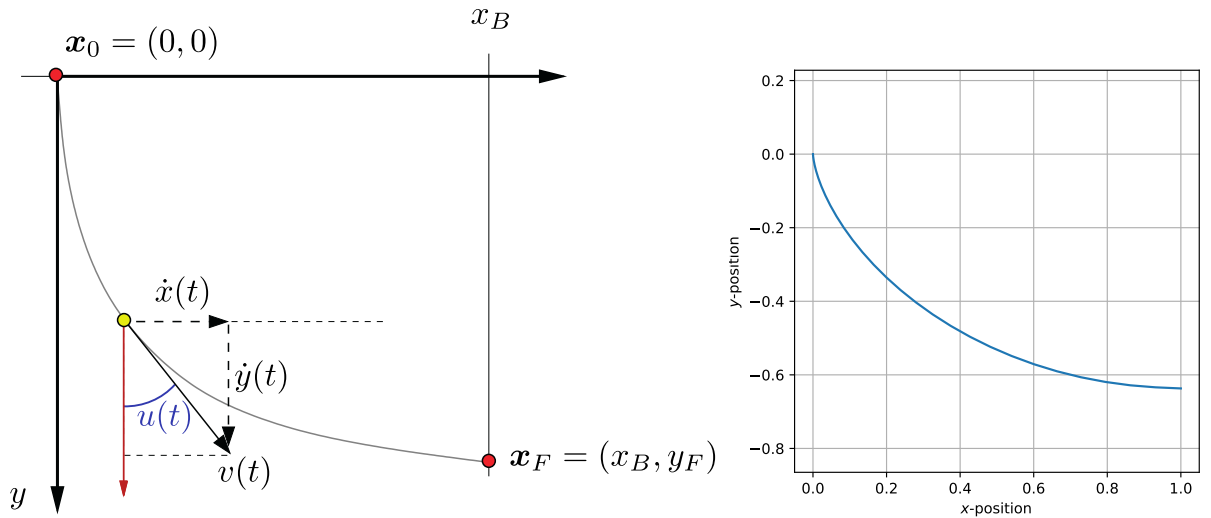 𝒙₀ = (0, 0)
x_B
ẋ(t)
ẏ(t)
u(t)
v(t)
𝒙_F = (x_B, y_F)
y
0.2
0.0
−0.2
−0.4
−0.6
−0.8
y-position
0.0 0.2 0.4 0.6 0.8 1.0
x-position